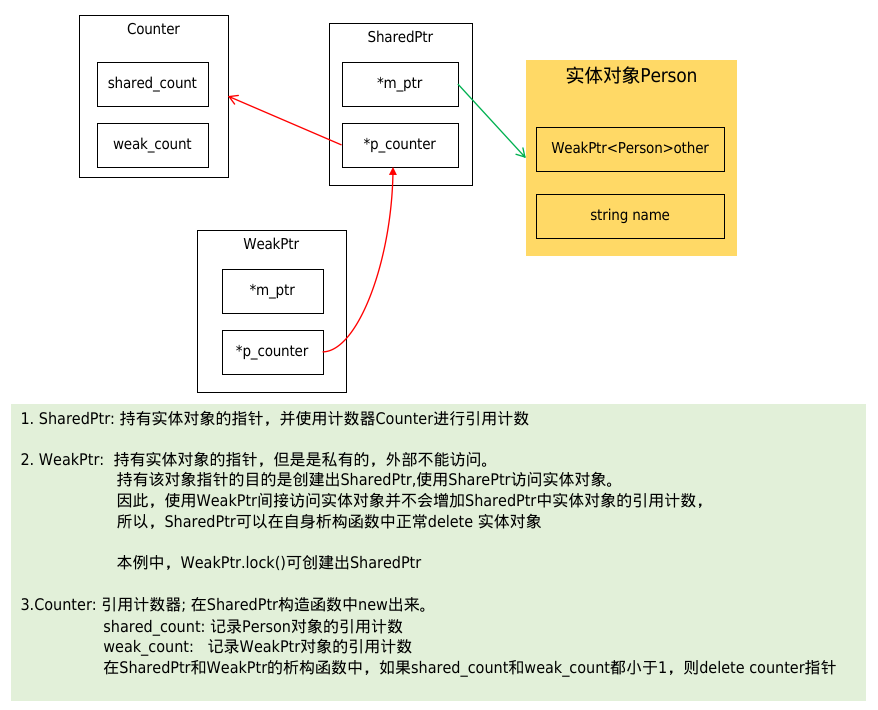 Counter
shared_count
weak_count
SharedPtr
*m_ptr
*p_counter
实体对象Person
WeakPtr<Person>other
string name
WeakPtr
*m_ptr
*p_counter
1. SharedPtr: 持有实体对象的指针，并使用计数器Counter进行引用计数
2. WeakPtr: 持有实体对象的指针，但是是私有的，外部不能访问。
持有该对象指针的目的是创建出SharedPtr,使用SharePtr访问实体对象。
因此，使用WeakPtr间接访问实体对象并不会增加SharedPtr中实体对象的引用计数，
所以，SharedPtr可以在自身析构函数中正常delete 实体对象
本例中，WeakPtr.lock()可创建出SharedPtr
3.Counter: 引用计数器; 在SharedPtr构造函数中new出来。
shared_count: 记录Person对象的引用计数
weak_count: 记录WeakPtr对象的引用计数
在SharedPtr和WeakPtr的析构函数中，如果shared_count和weak_count都小于1，则delete counter指针